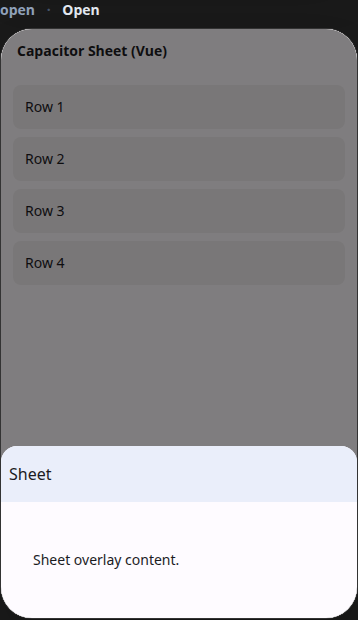 open · Open
Capacitor Sheet (Vue)
Row 1
Row 2
Row 3
Row 4
Sheet
Sheet overlay content.